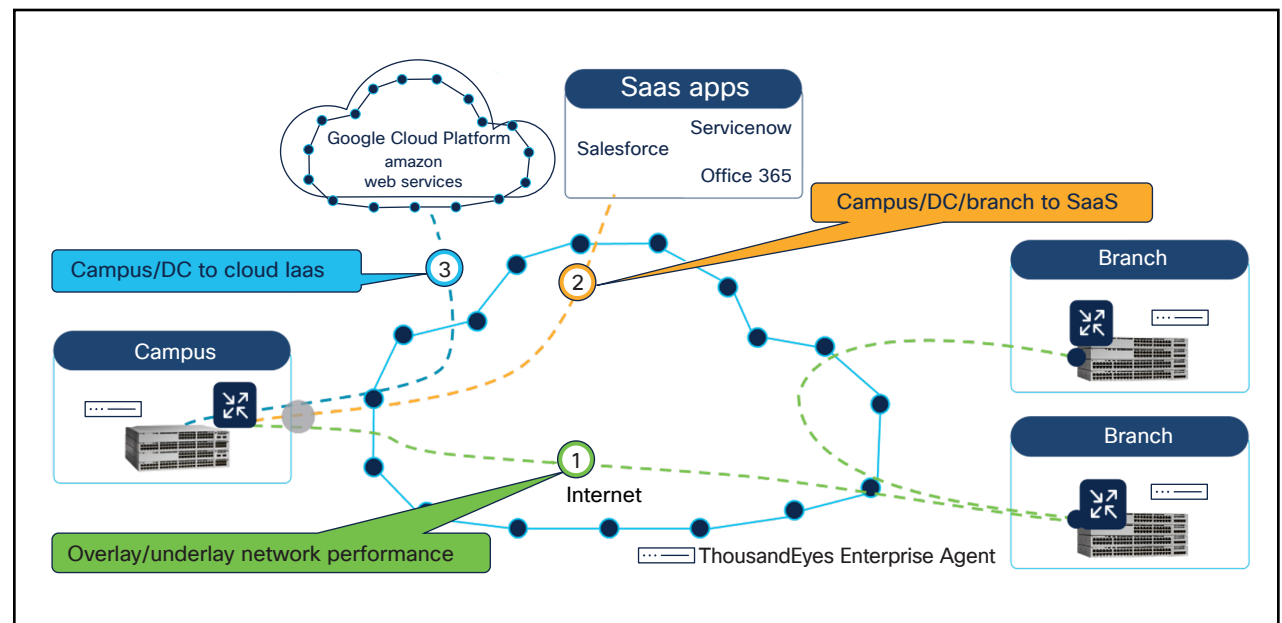 Saas apps
Servicenow
Salesforce
Office 365
Google Cloud Platform
amazon
web services
Campus/DC/branch to SaaS
Campus/DC to cloud Iaas
3
2
Branch
Campus
Branch
1
Internet
Overlay/underlay network performance
ThousandEyes Enterprise Agent